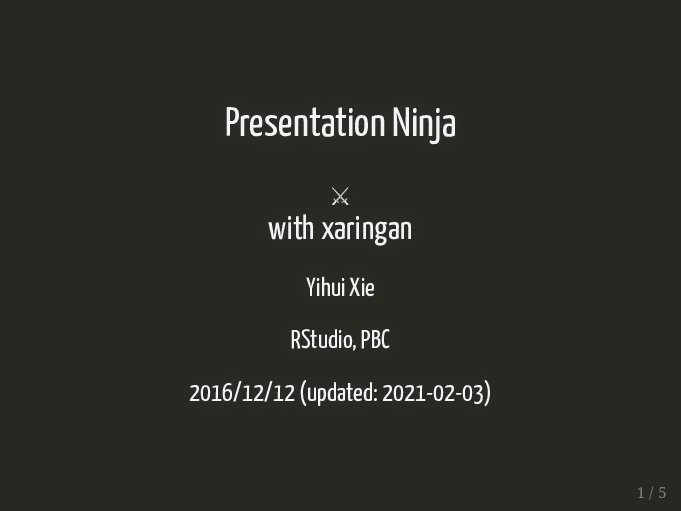 Presentation Ninja
⚔
with xaringan
Yihui Xie
RStudio, PBC
2016/12/12 (updated: 2021-02-03)
1 / 5